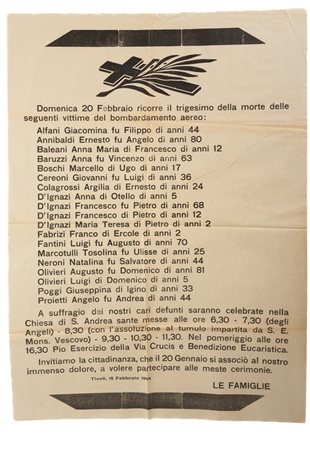 Domenica 20 Febbraio ricorre il trigesimo della morte delle
seguenti vittime del bombardamento aereo:
Alfani Giacomina fu Filippo di anni 44
Annibaldi Ernesto fu Angelo di anni 80
Baleani Anna Maria di Francesco di anni 12
Baruzzi Anna fu Vincenzo di anni 63
Boschi Marcello di Ugo di anni 17
Cereoni Giovanni fu Luigi di anni 36
Colagrossi Argilia di Ernesto di anni 24
D'Ignazi Anna di Otello di anni 5
D'Ignazi Francesco fu Pietro di anni 68
D'Ignazi Francesco di Pietro di anni 12
D'Ignazi Maria Teresa di Pietro di anni 2
Fabrizi Franco di Ercole di anni 2
Fantini Luigi fu Augusto di anni 70
Marcotulli Tosolina fu Ulisse di anni 25
Neroni Natalina fu Salvatore di anni 44
Olivieri Augusto fu Domenico di anni 81
Olivieri Luigi di Domenico di anni 5
Poggi Giuseppina di Igino di anni 33
Proietti Angelo fu Andrea di anni 44
A suffragio dei nostri cari defunti saranno celebrate nella
Chiesa di S. Andrea sante messe alle ore 6,30 - 7,30 (degli
Angeli) - 8,30 (con l'assoluzione al tumulo impartita da S. E.
Mons. Vescovo) - 9,30 - 10,30 - 11,30. Nel pomeriggio alle ore
16,30 Pio Esercizio della Via Crucis e Benedizione Eucaristica.
Invitiamo la cittadinanza, che il 20 Gennaio si associò al nostro
immenso dolore, a volere partecipare alle meste cerimonie.
Tivoli, 18 Febbraio 1944
LE FAMIGLIE